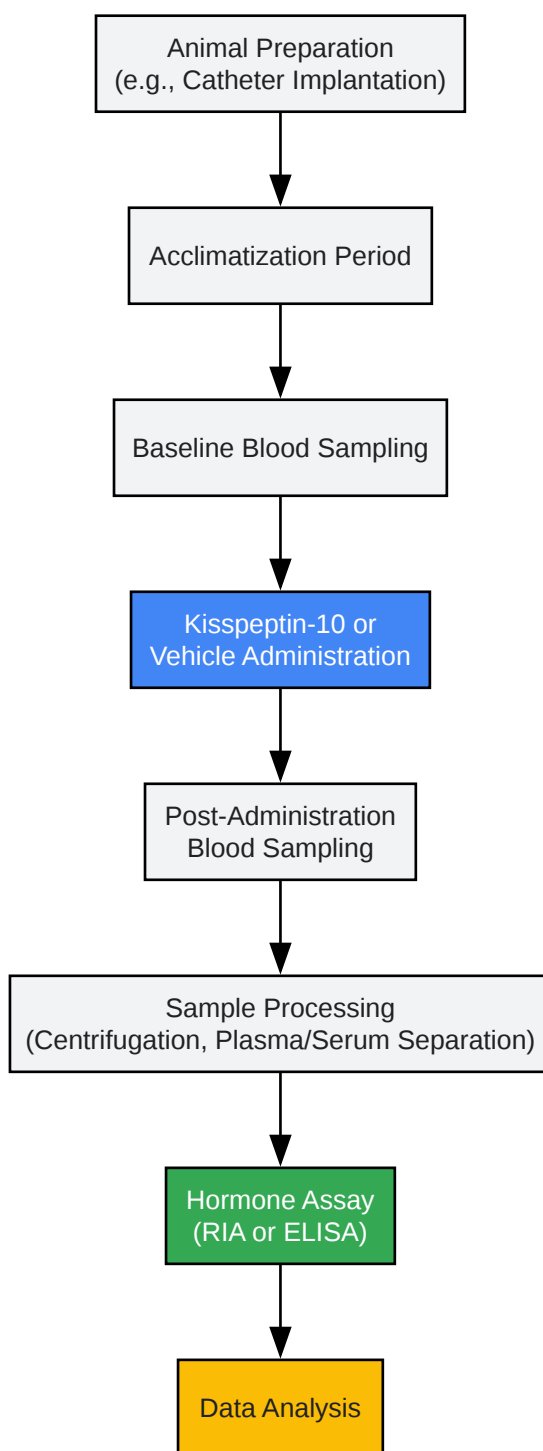 Animal Preparation
(e.g., Catheter Implantation)
Acclimatization Period
Baseline Blood Sampling
Kisspeptin-10 or
Vehicle Administration
Post-Administration
Blood Sampling
Sample Processing
(Centrifugation, Plasma/Serum Separation)
Hormone Assay
(RIA or ELISA)
Data Analysis